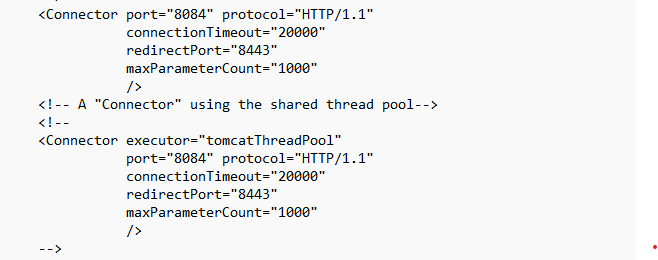 <Connector port="8084" protocol="HTTP/1.1"
connectionTimeout="20000"
redirectPort="8443"
maxParameterCount="1000"
/>
<!-- A "Connector" using the shared thread pool-->
<!--
<Connector executor="tomcatThreadPool"
port="8084" protocol="HTTP/1.1"
connectionTimeout="20000"
redirectPort="8443"
maxParameterCount="1000"
/>
-->